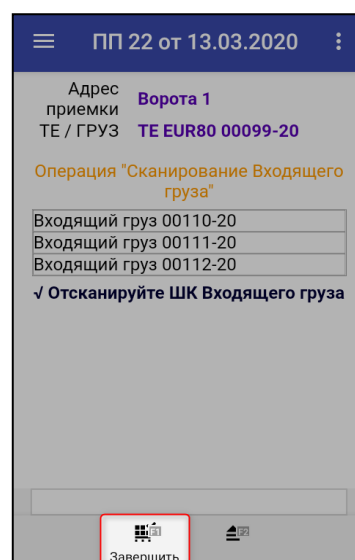 ПП 22 от 13.03.2020
Адрес приемки Ворота 1
ТЕ / ГРУЗ ТЕ EUR80 00099-20
Операция "Сканирование Входящего
груза"
Входящий груз 00110-20
Входящий груз 00111-20
Входящий груз 00112-20
√ Отсканируйте ШК Входящего груза
Завершить